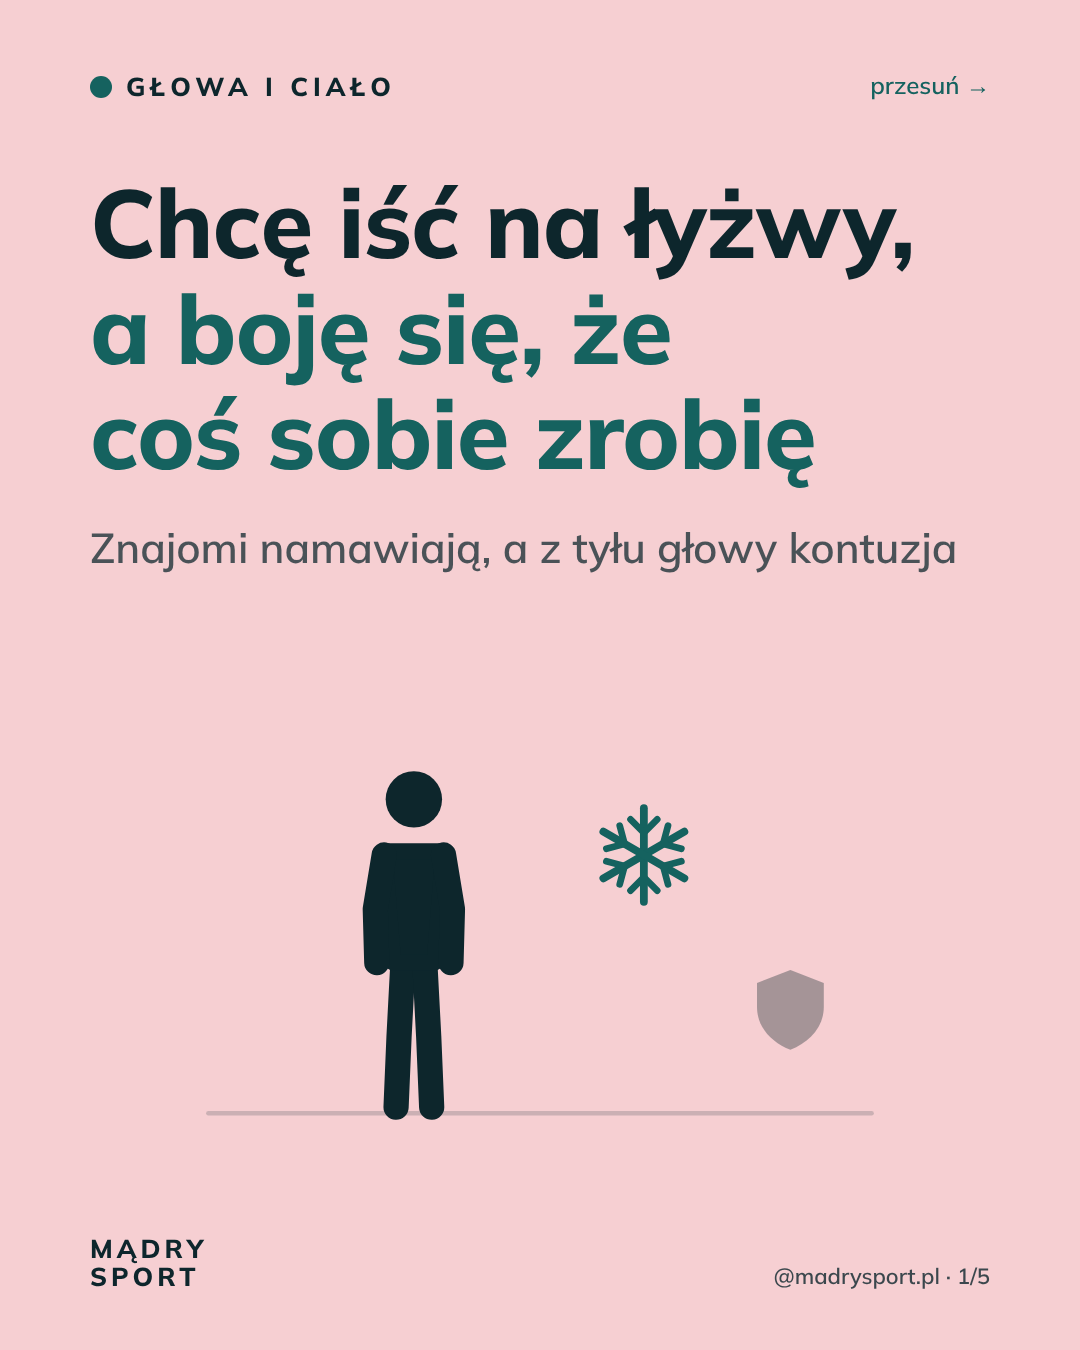 GŁOWA I CIAŁO
przesuń →
Chcę iść na łyżwy,
a boję się, że
coś sobie zrobię
Znajomi namawiają, a z tyłu głowy kontuzja
MĄDRY
SPORT
@madrysport.pl · 1/5